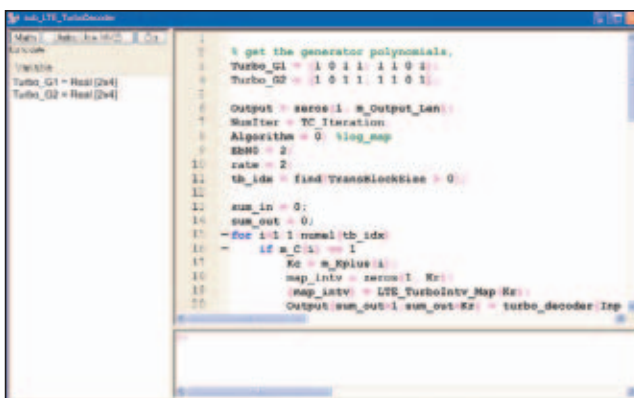 sub_LTE_TurboDecoder
Main
Go
Variable
Turbo_G1 = Real [2x4]
Turbo_G2 = Real [2x4]
1
2 % get the generator polynomials,
3 Turbo_G1 = [1 0 1 1; 1 1 0 1];
4 Turbo_G2 = [1 0 1 1; 1 1 0 1];
5
6 Output = zeros(1, m_Output_Len);
7 NumIter = TC_Iteration;
8 Algorithm = 0; %log_map
9 EbN0 = 2;
10 rate = 2;
11 tb_idx = find(TransBlockSize > 0);
12
13 sum_in = 0;
14 sum_out = 0;
15 for i=1:1:numel(tb_idx)
16 if m_C(i) == 1
17 Kr = m_Kplus(i);
18 map_intv = zeros(1, Kr);
19 [map_intv] = LTE_TurboIntv_Map(Kr);
20 Output(sum_out+1:sum_out+Kr) = turbo_decoder(Inp